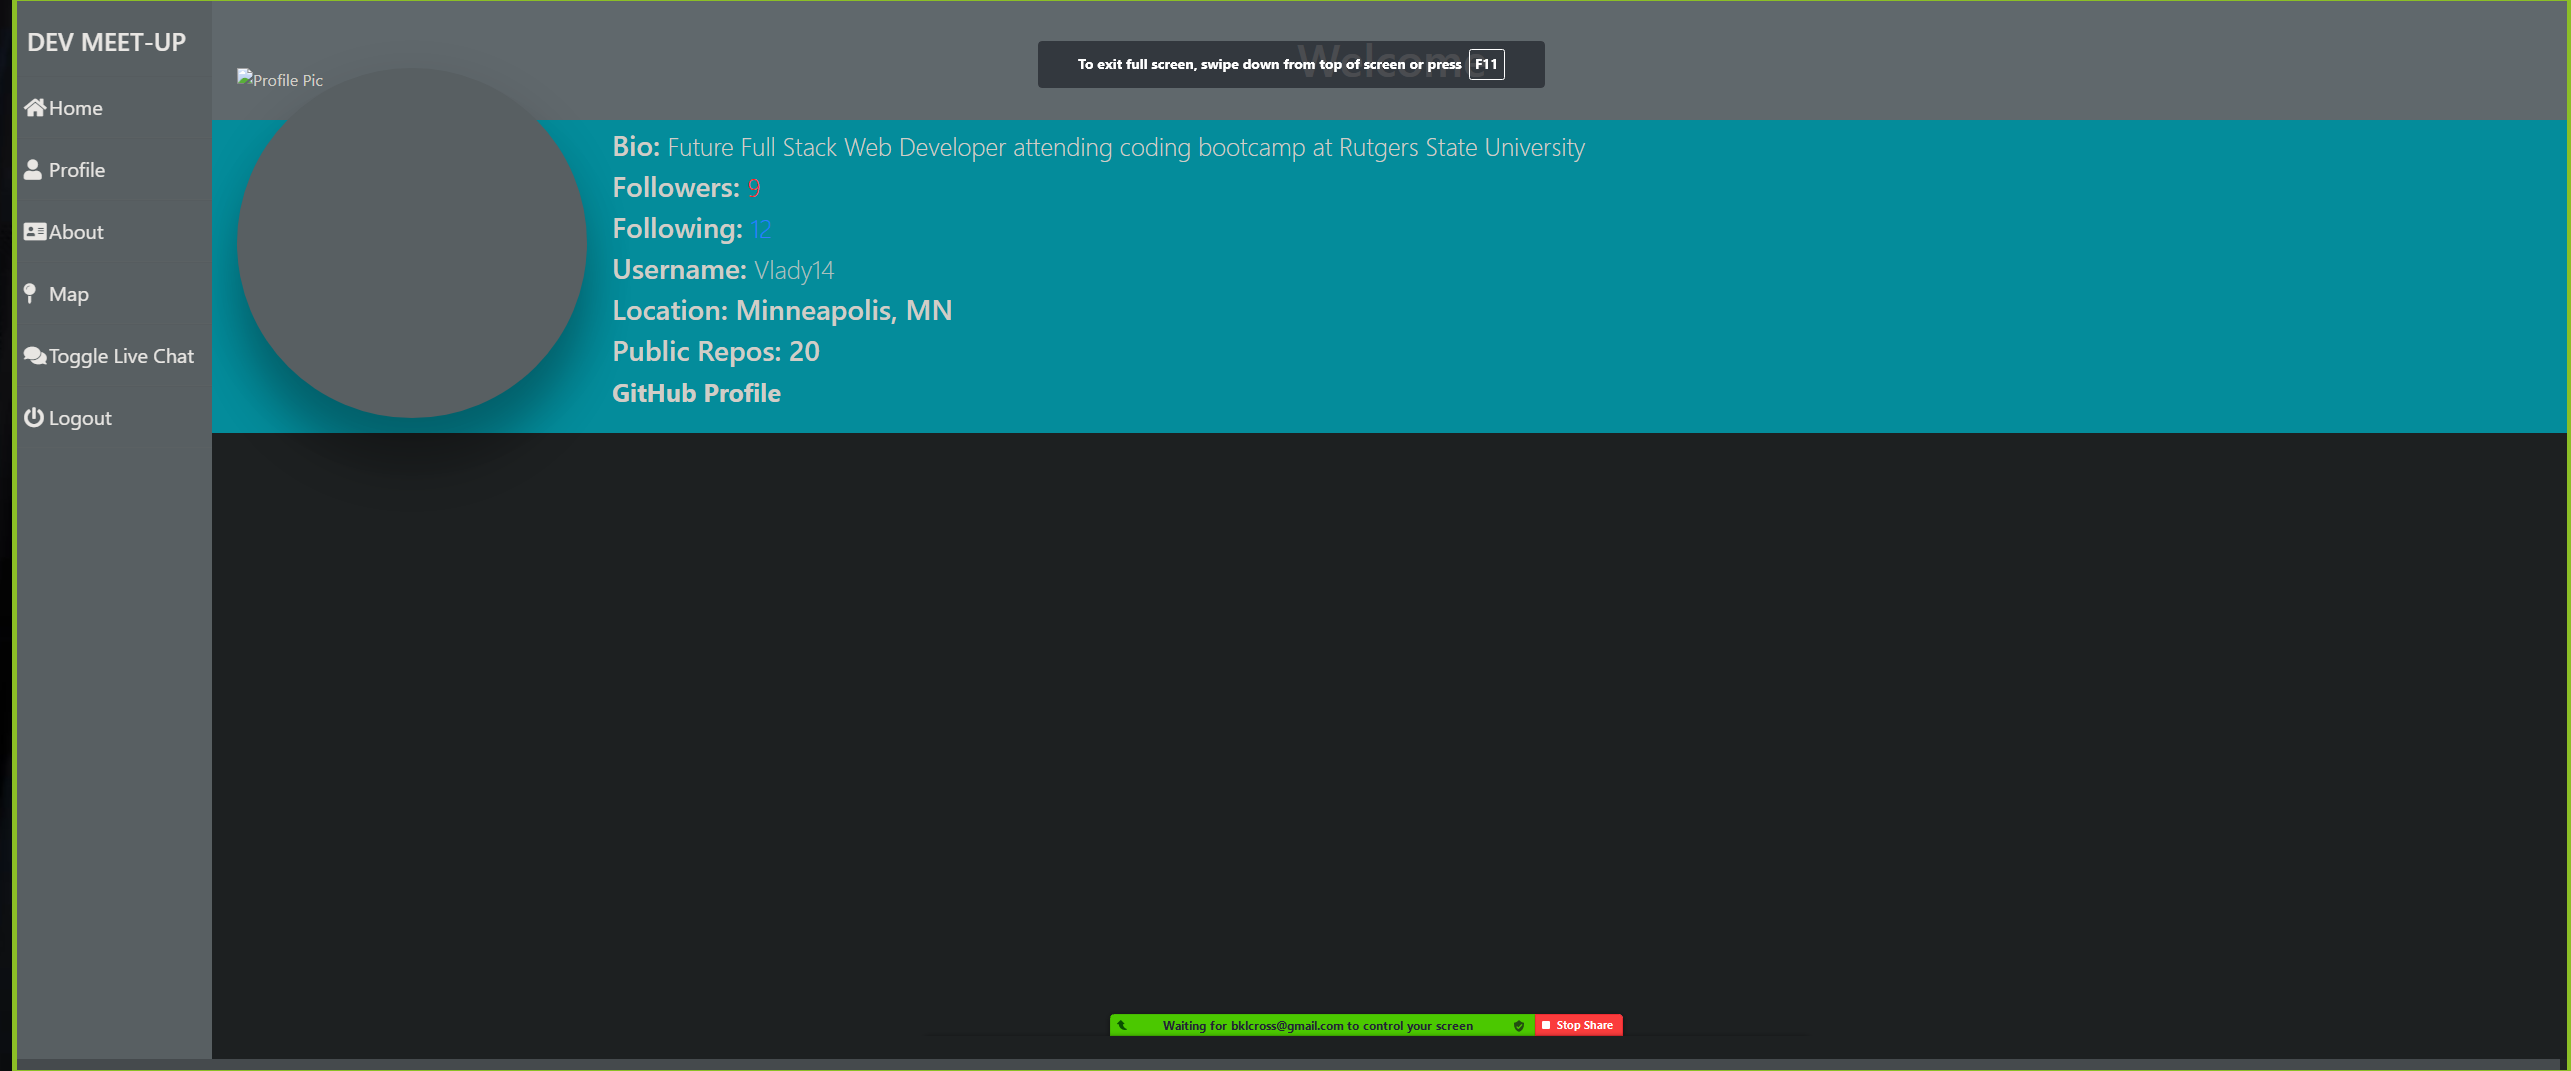 DEV MEET-UP
Home
Profile
About
Map
Toggle Live Chat
Logout
Profile Pic
Welcome
To exit full screen, swipe down from top of screen or press F11
Bio: Future Full Stack Web Developer attending coding bootcamp at Rutgers State University
Followers: 9
Following: 12
Username: Vlady14
Location: Minneapolis, MN
Public Repos: 20
GitHub Profile
Waiting for bklcross@gmail.com to control your screen
Stop Share